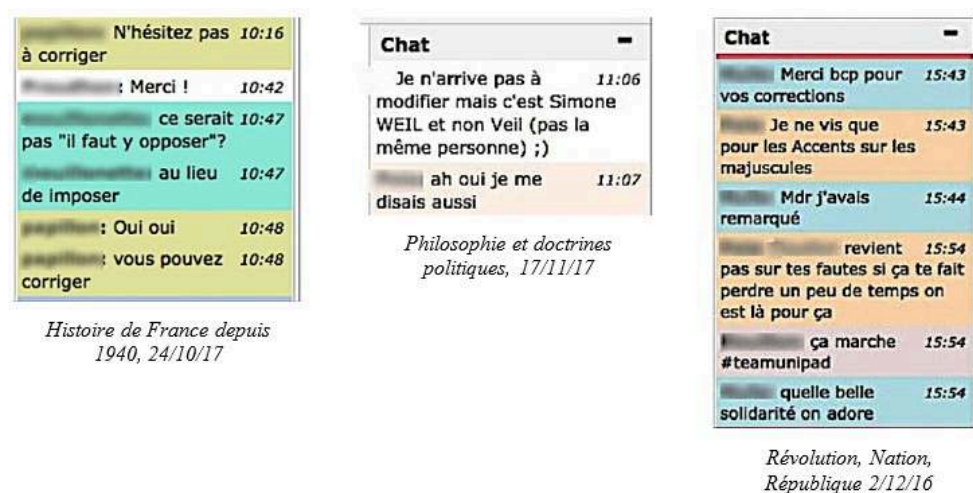 N'hésitez pas 10:16
à corriger
: Merci ! 10:42
ce serait 10:47
pas "il faut y opposer"?
au lieu 10:47
de imposer
: Oui oui 10:48
: vous pouvez 10:48
corriger
Histoire de France depuis
1940, 24/10/17
Chat
Je n'arrive pas à 11:06
modifier mais c'est Simone
WEIL et non Veil (pas la
même personne) ;)
ah oui je me 11:07
disais aussi
Philosophie et doctrines
politiques, 17/11/17
Chat
Merci bcp pour 15:43
vos corrections
Je ne vis que 15:43
pour les Accents sur les
majuscules
Mdr j'avais 15:44
remarqué
revient 15:54
pas sur tes fautes si ça te fait
perdre un peu de temps on
est là pour ça
ça marche 15:54
#teamunipad
quelle belle 15:54
solidarité on adore
Révolution, Nation,
République 2/12/16